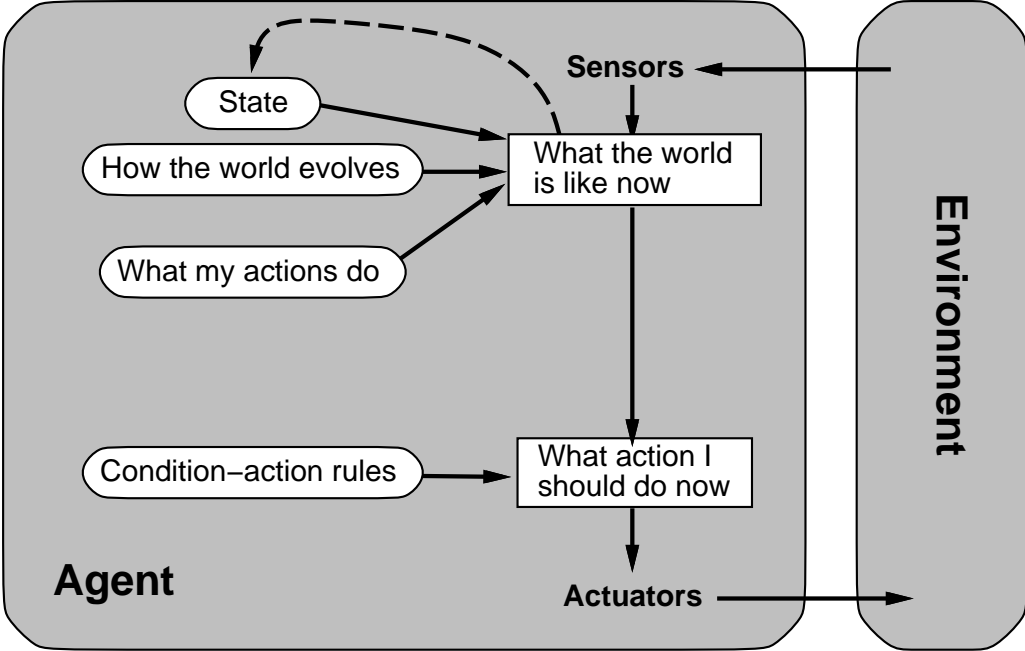 Sensors
State
What the world
is like now
How the world evolves
What my actions do
Environment
Condition−action rules
What action I
should do now
Agent
Actuators